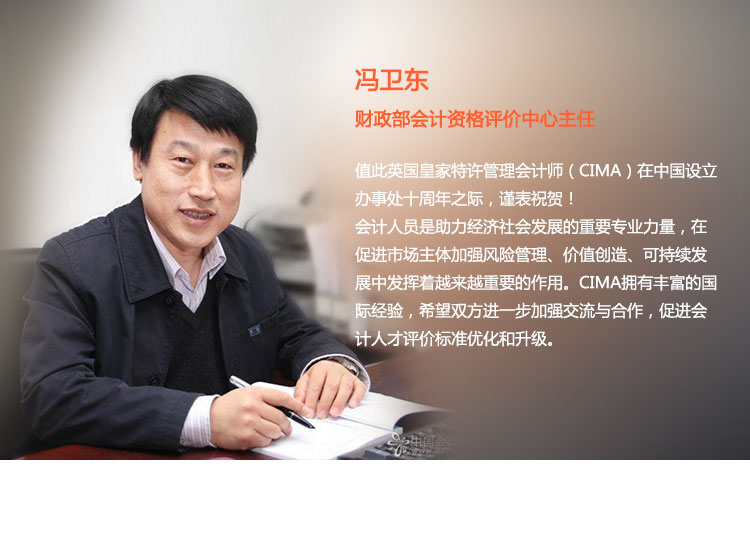 冯卫东
财政部会计资格评价中心主任
值此英国皇家特许管理会计师（CIMA）在中国设立
办事处十周年之际，谨表祝贺！
会计人员是助力经济社会发展的重要专业力量，在
促进市场主体加强风险管理、价值创造、可持续发
展中发挥着越来越重要的作用。CIMA拥有丰富的国
际经验，希望双方进一步加强交流与合作，促进会
计人才评价标准优化和升级。
中国会